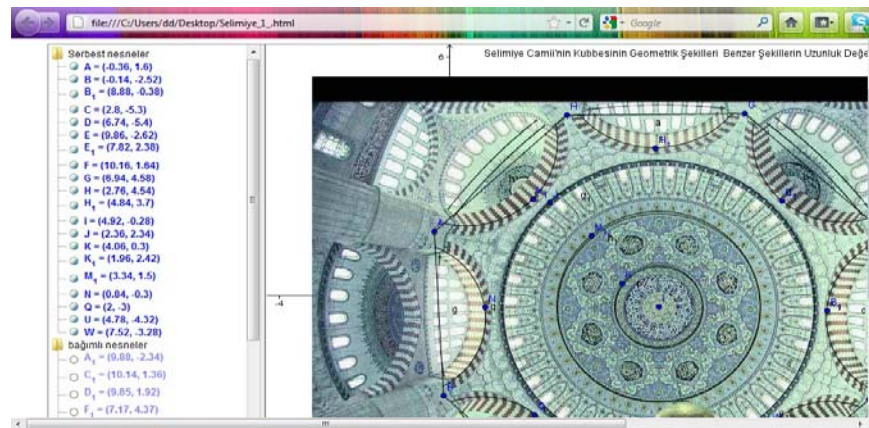 file:///C:/Users/dd/Desktop/Selimiye_1_.html
Google
Serbest nesneler
A = (-0.36, 1.6)
B = (-0.14, -2.52)
B₁ = (8.88, -0.38)
C = (2.8, -5.3)
D = (6.74, -5.4)
E = (9.86, -2.62)
E₁ = (7.82, 2.38)
F = (10.16, 1.64)
G = (6.94, 4.58)
H = (2.76, 4.54)
H₁ = (4.84, 3.7)
I = (4.92, -0.28)
J = (2.36, 2.34)
K = (4.06, 0.3)
K₁ = (1.96, 2.42)
M₁ = (3.34, 1.5)
N = (0.84, -0.3)
Q = (2, -3)
U = (4.78, -4.32)
W = (7.52, -3.28)
bağımlı nesneler
A₁ = (9.88, -2.34)
C₁ = (10.14, 1.36)
D₁ = (9.85, 1.92)
F₁ = (7.17, 4.37)
Selimiye Camii'nin Kubbesinin Geometrik Şekilleri Benzer Şekillerin Uzunluk Değe
6
-4
H
G
a
A
M
N
g